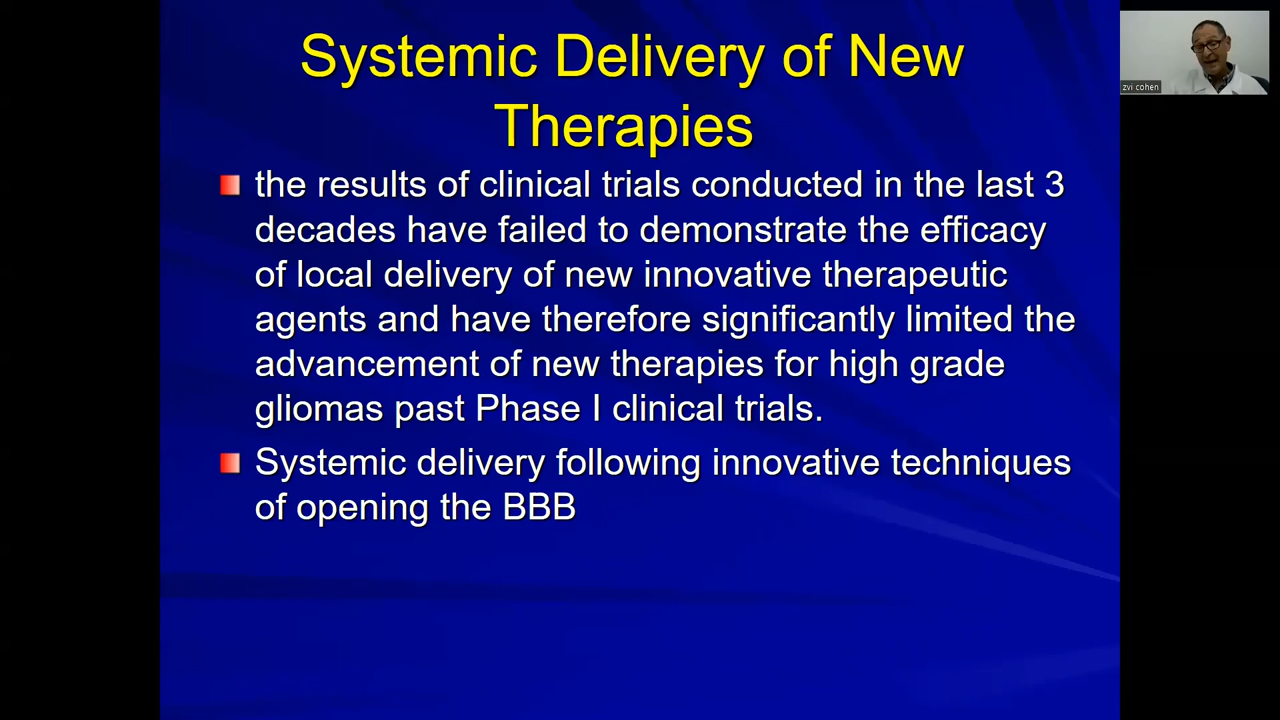 Systemic Delivery of New
Therapies
the results of clinical trials conducted in the last 3
decades have failed to demonstrate the efficacy
of local delivery of new innovative therapeutic
agents and have therefore significantly limited the
advancement of new therapies for high grade
gliomas past Phase I clinical trials.
Systemic delivery following innovative techniques
of opening the BBB
zvi cohen